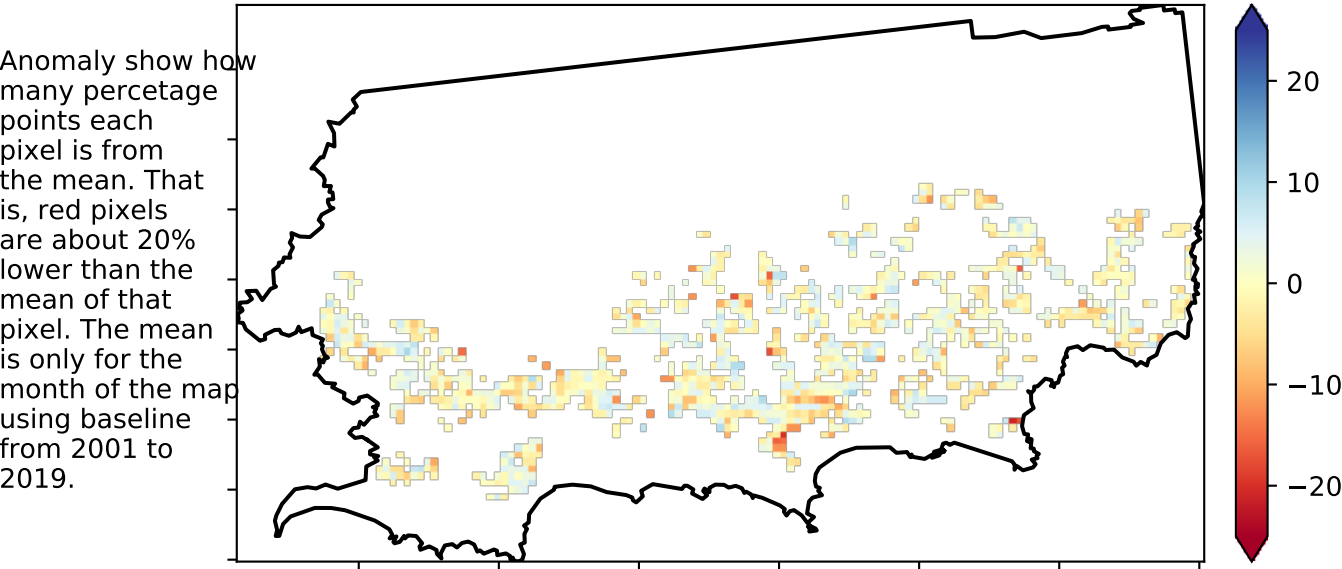 Anomaly show how
many percetage
points each
pixel is from
the mean. That
is, red pixels
are about 20%
lower than the
mean of that
pixel. The mean
is only for the
month of the map
using baseline
from 2001 to
2019.
20
10
0
−10
−20